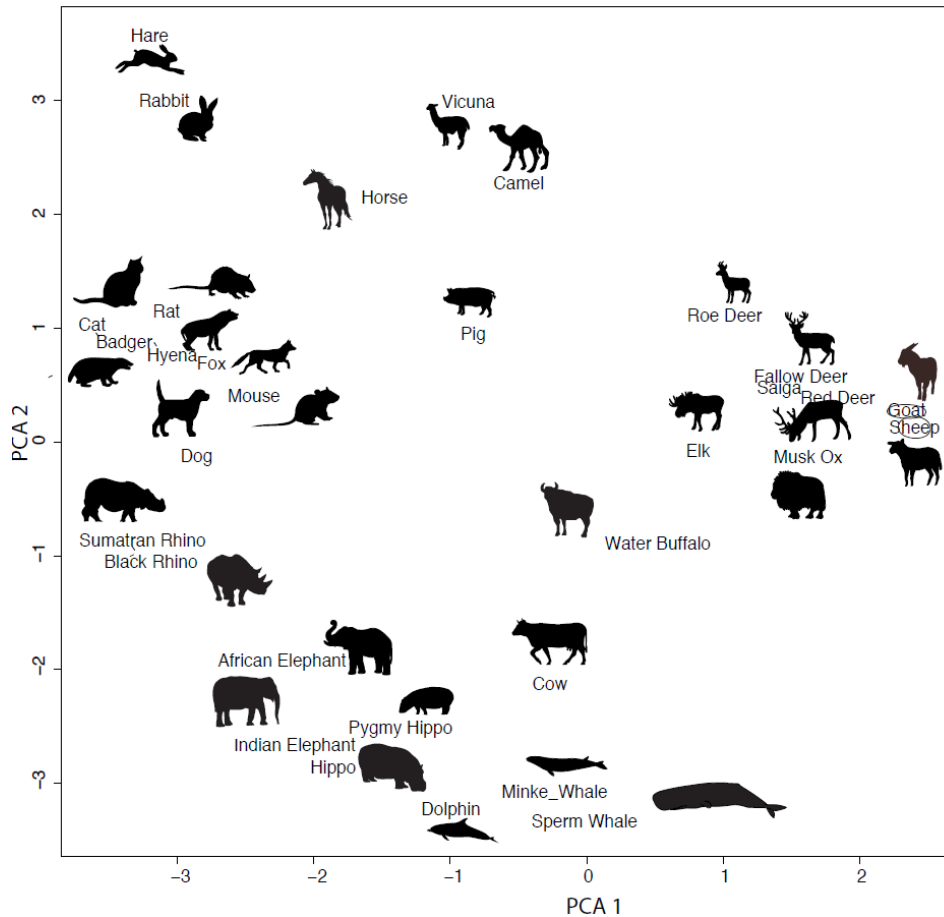 Hare
Rabbit
Vicuna
Camel
Horse
Cat
Rat
Badger
Hyena
Fox
Mouse
Pig
Roe Deer
Fallow Deer
Saiga
Red Deer
Goat
Sheep
Dog
Elk
Musk Ox
Sumatran Rhino
Black Rhino
Water Buffalo
African Elephant
Cow
Pygmy Hippo
Indian Elephant
Hippo
Minke_Whale
Dolphin
Sperm Whale
PCA 2
3
2
1
0
−1
−2
−3
−3
−2
−1
0
1
2
PCA 1